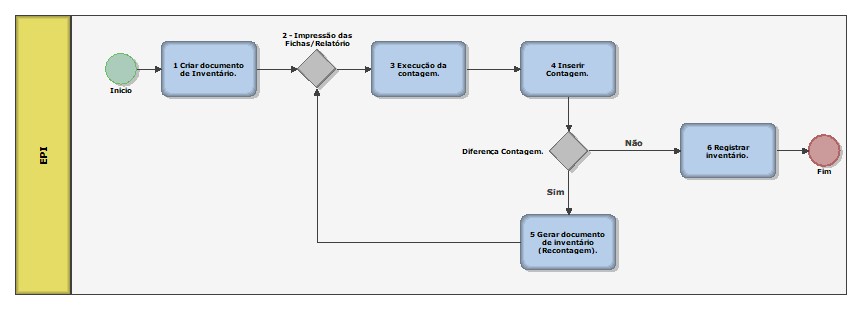 EPI
Início
1 Criar documento
de Inventário.
2 - Impressão das
Fichas/Relatório
3 Execução da
contagem.
4 Inserir
Contagem.
Diferença Contagem.
Não
Sim
5 Gerar documento
de inventário
(Recontagem).
6 Registrar
inventário.
Fim